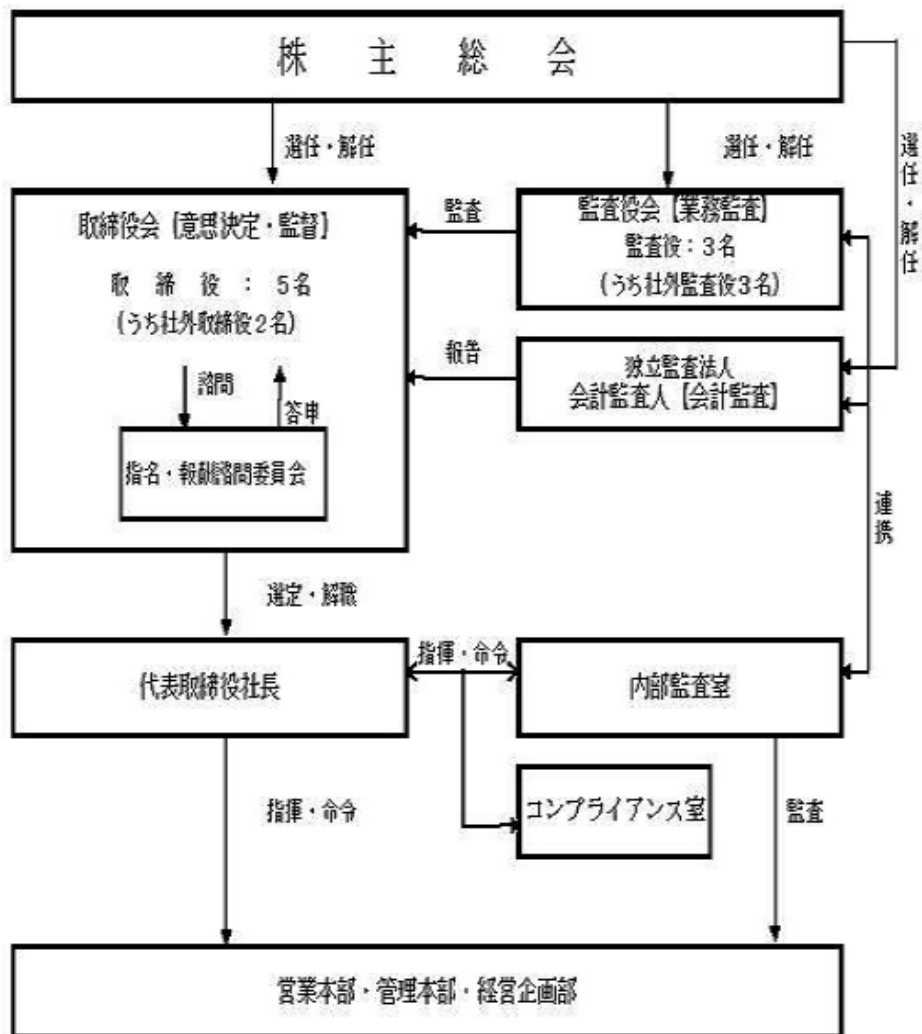 株主総会
選任・解任
選任・解任
選任・解任
取締役会【意思決定・監督】
取締役：5名
(うち社外取締役2名)
諮問
答申
指名・報酬諮問委員会
監査
監査役会【業務監査】
監査役：3名
(うち社外監査役3名)
報告
独立監査法人
会計監査人【会計監査】
連携
選定・解職
代表取締役社長
指揮・命令
内部監査室
コンプライアンス室
指揮・命令
監査
営業本部・管理本部・経営企画部